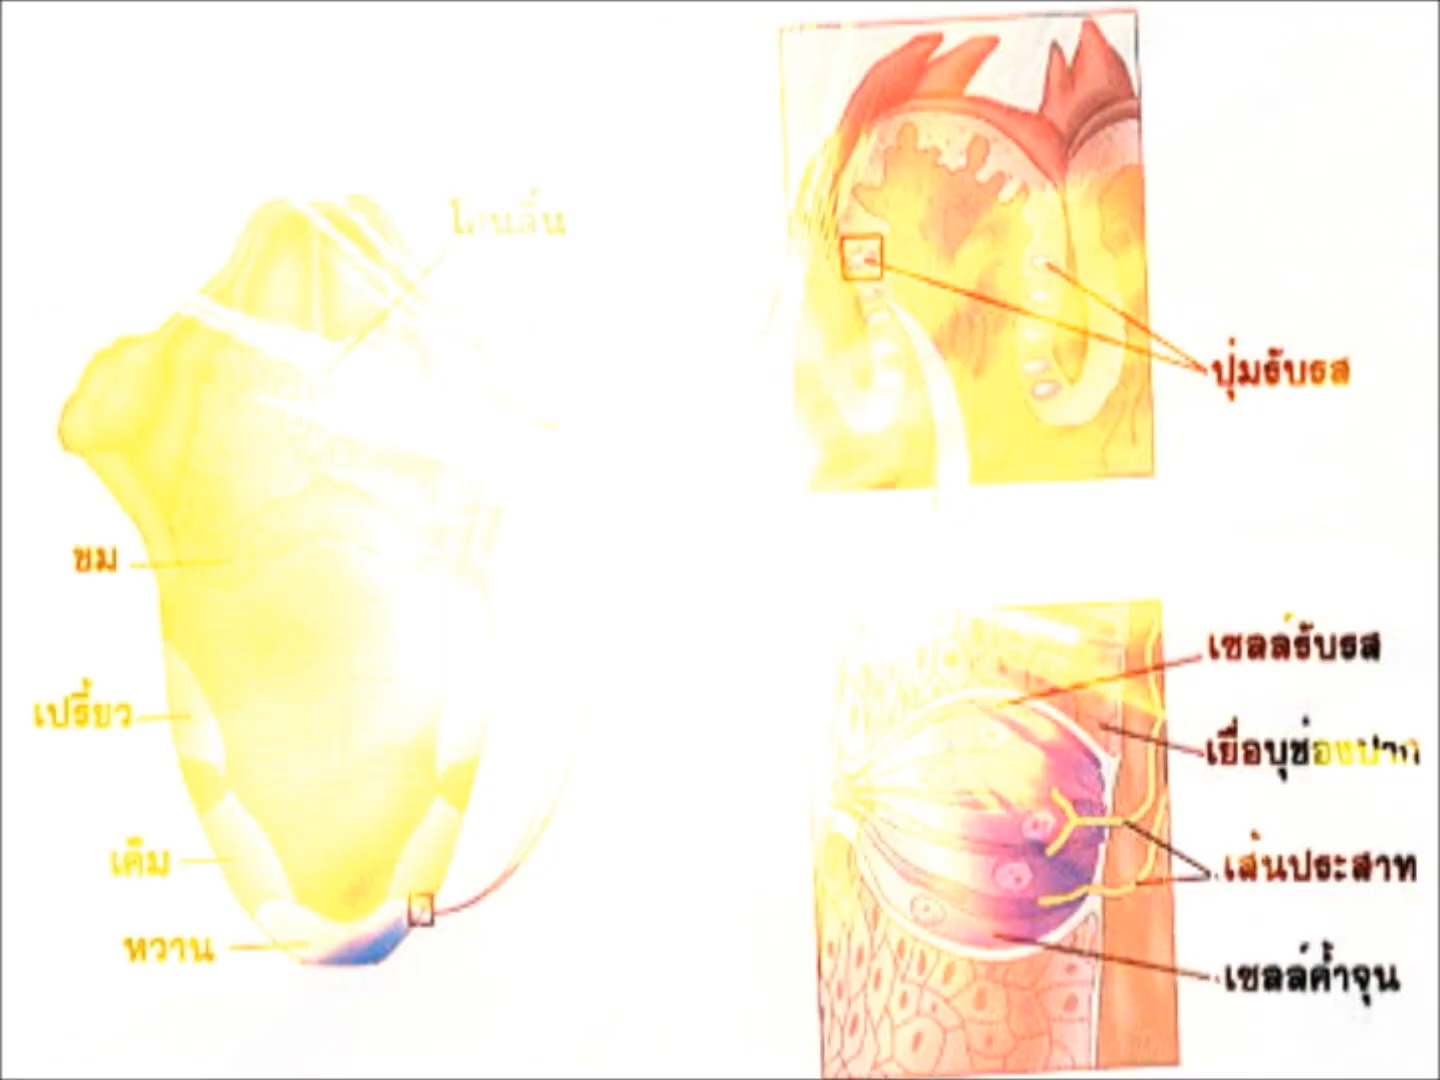 โคนลิ้น
ขม
เปรี้ยว
เค็ม
หวาน
ปุ่มรับรส
เซลล์รับรส
เยื่อบุช่องปาก
เส้นประสาท
เซลล์ค้ำจุน